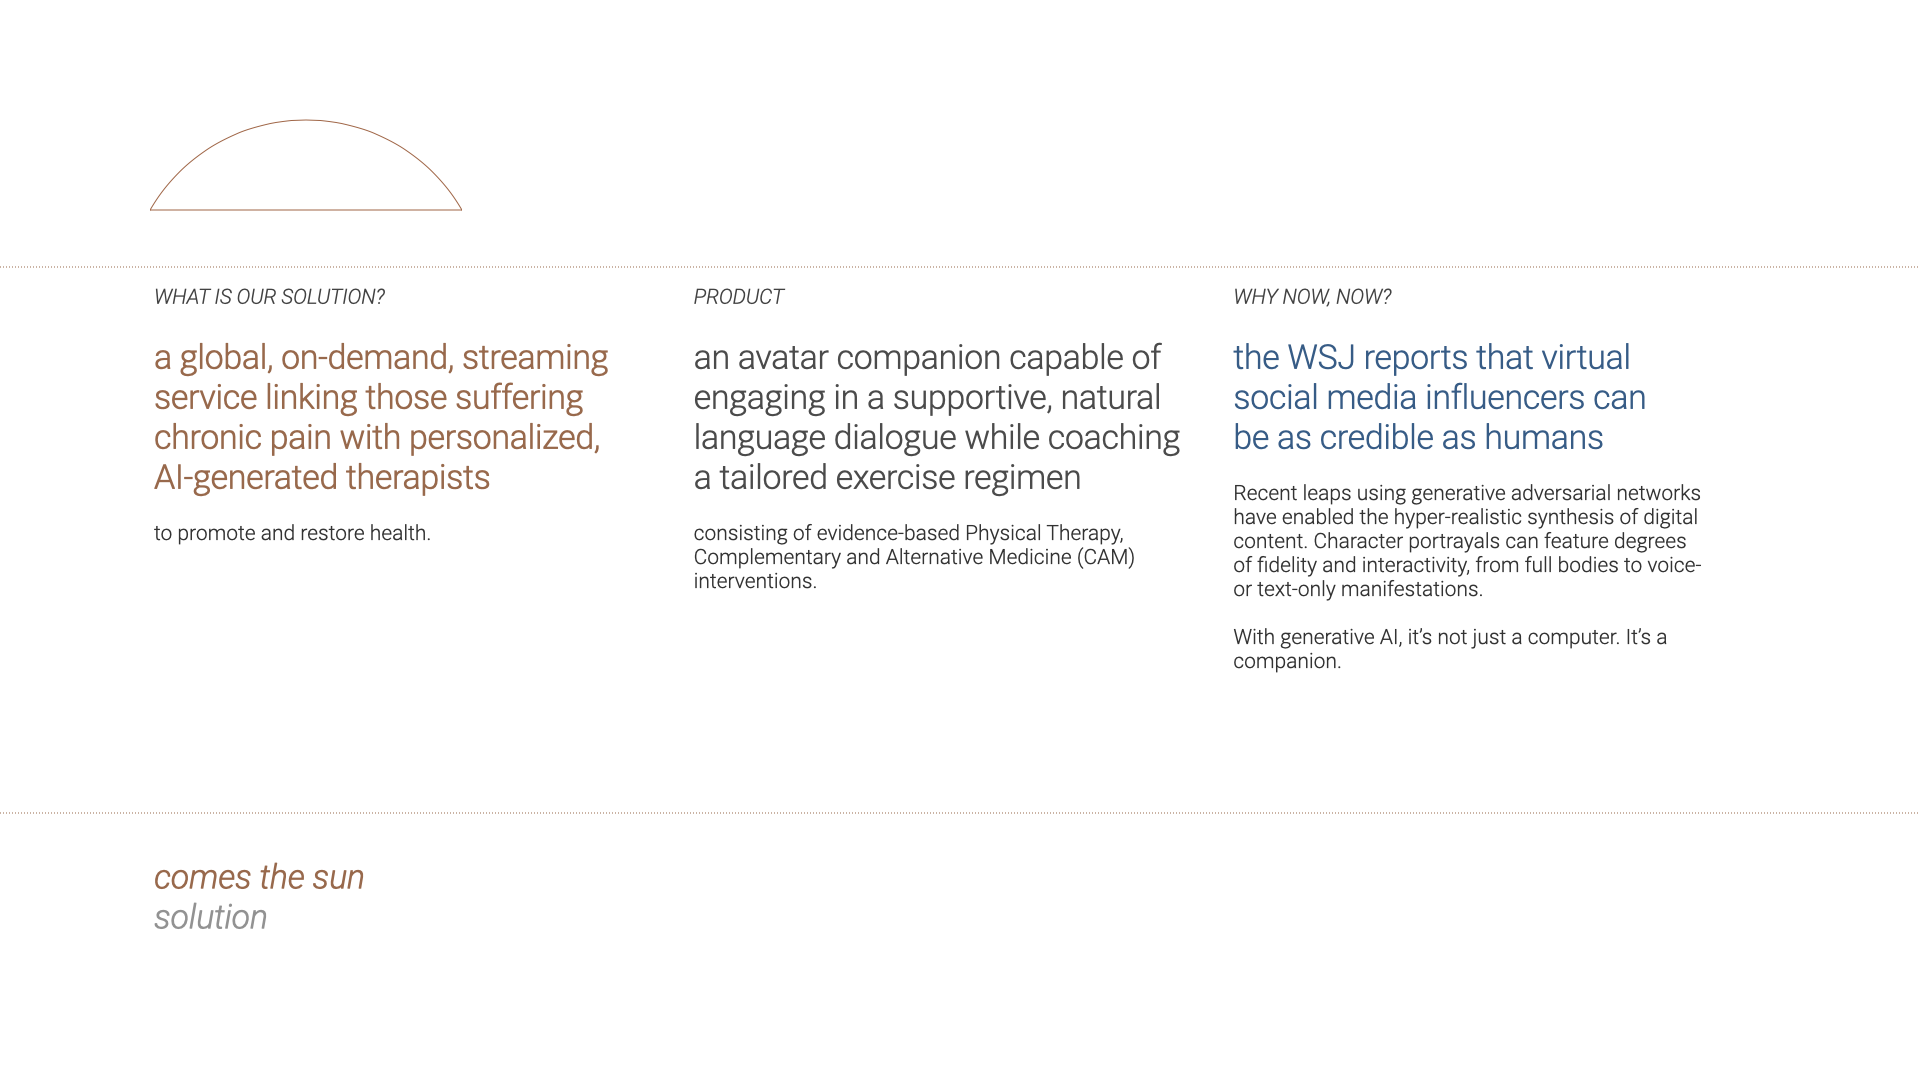 WHAT IS OUR SOLUTION?
a global, on-demand, streaming
service linking those suffering
chronic pain with personalized,
AI-generated therapists
to promote and restore health.
PRODUCT
an avatar companion capable of
engaging in a supportive, natural
language dialogue while coaching
a tailored exercise regimen
consisting of evidence-based Physical Therapy,
Complementary and Alternative Medicine (CAM)
interventions.
WHY NOW, NOW?
the WSJ reports that virtual
social media influencers can
be as credible as humans
Recent leaps using generative adversarial networks
have enabled the hyper-realistic synthesis of digital
content. Character portrayals can feature degrees
of fidelity and interactivity, from full bodies to voice-
or text-only manifestations.
With generative AI, it’s not just a computer. It’s a
companion.
comes the sun
solution